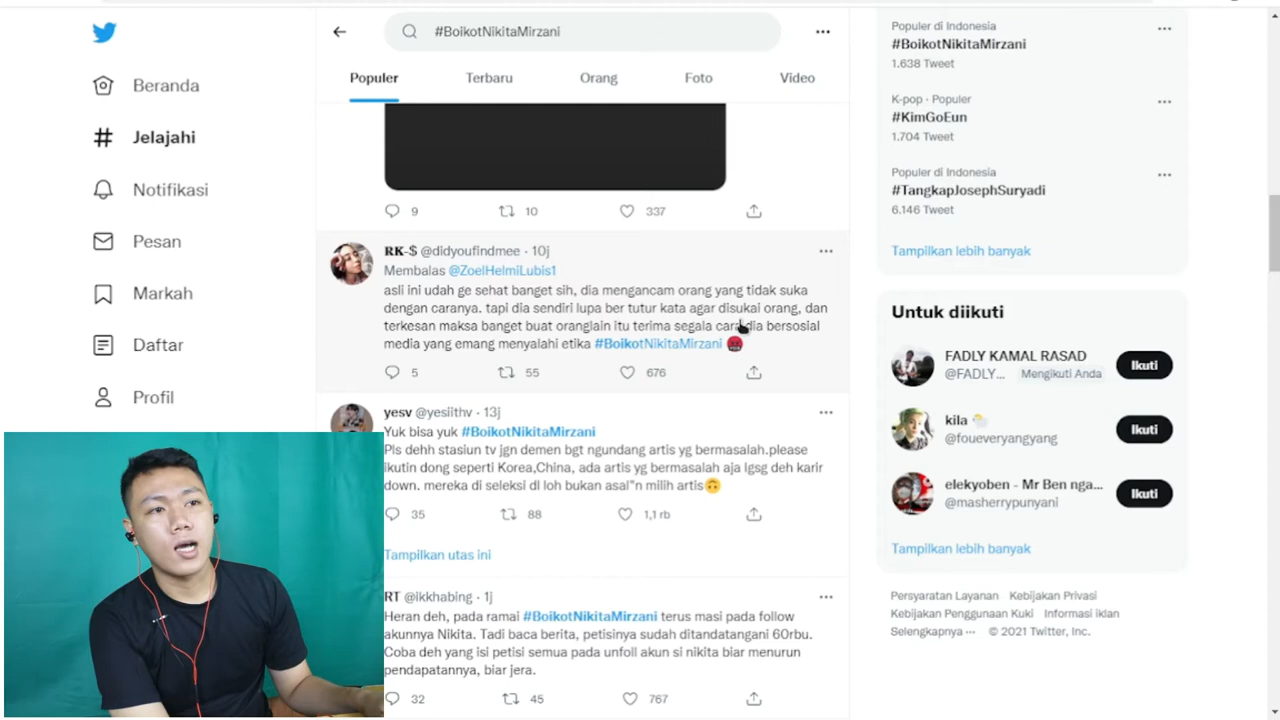 Beranda
Jelajahi
Notifikasi
Pesan
Markah
Daftar
Profil
#BoikotNikitaMirzani
Populer
Terbaru
Orang
Foto
Video
9
10
337
RK-$ @didyoufindmee · 10j
Membalas @ZoelHelmiLubis1
asli ini udah ge sehat banget sih, dia mengancam orang yang tidak suka
dengan caranya. tapi dia sendiri lupa ber tutur kata agar disukai orang, dan
terkesan maksa banget buat oranglain itu terima segala cara dia bersosial
media yang emang menyalahi etika #BoikotNikitaMirzani
5
55
676
yesv @yesiithv · 13j
Yuk bisa yuk #BoikotNikitaMirzani
Pls dehh stasiun tv jgn demen bgt ngundang artis yg bermasalah.please
ikutin dong seperti Korea,China, ada artis yg bermasalah aja lgsg deh karir
down. mereka di seleksi di loh bukan asal"n milih artis🙃
35
88
1,1 rb
Tampilkan utas ini
RT @ikkhabing · 1j
Heran deh, pada ramai #BoikotNikitaMirzani terus masi pada follow
akunnya Nikita. Tadi baca berita, petisinya sudah ditandatangani 60rbu.
Coba deh yang isi petisi semua pada unfoll akun si nikita biar menurun
pendapatannya, biar jera.
32
45
767
Populer di Indonesia
#BoikotNikitaMirzani
1.638 Tweet
K-pop · Populer
#KimGoEun
1.704 Tweet
Populer di Indonesia
#TangkapJosephSuryadi
6.146 Tweet
Tampilkan lebih banyak
Untuk diikuti
FADLY KAMAL RASAD
@FADLY... Mengikuti Anda
Ikuti
kila
@foueveryangyang
Ikuti
elekyoben - Mr Ben nga...
@masherrypunyani
Ikuti
Tampilkan lebih banyak
Persyaratan Layanan Kebijakan Privasi
Kebijakan Penggunaan Kuki Informasi iklan
Selengkapnya ··· © 2021 Twitter, Inc.